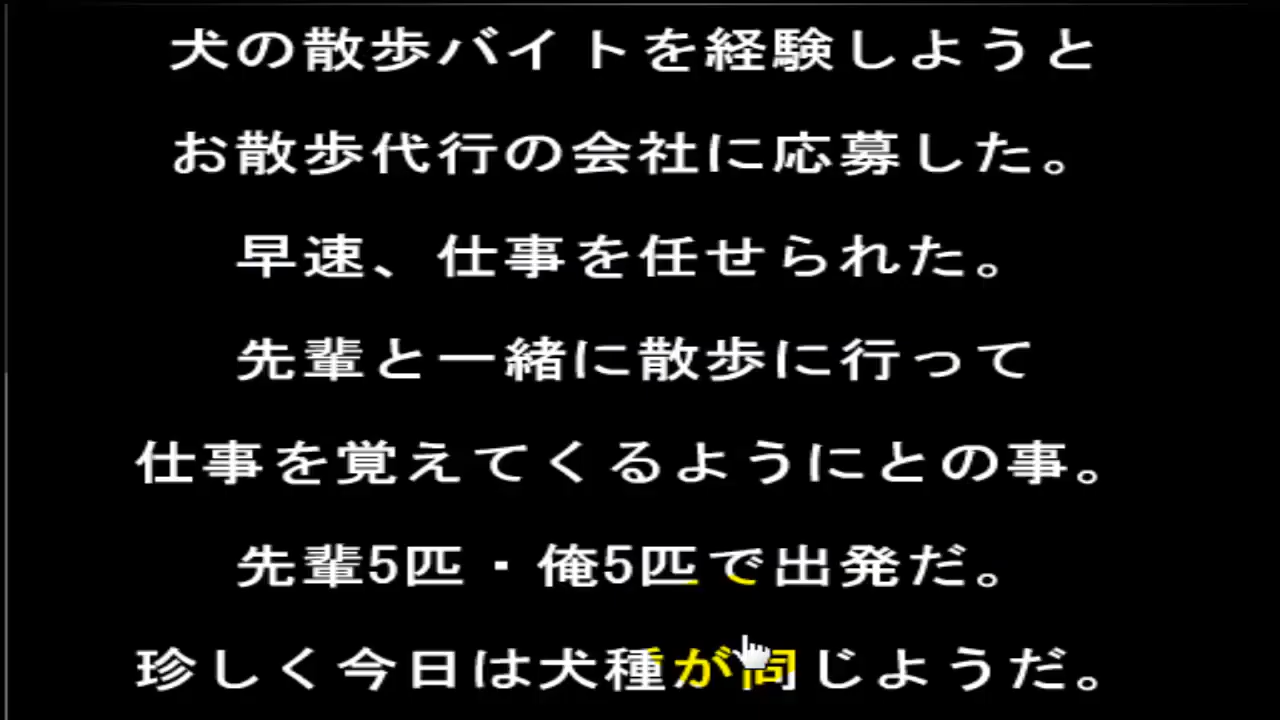 犬の散歩バイトを経験しようと
お散歩代行の会社に応募した。
早速、仕事を任せられた。
先輩と一緒に散歩に行って
仕事を覚えてくるようにとの事。
先輩5匹・俺5匹で出発だ。
珍しく今日は犬種が同じようだ。